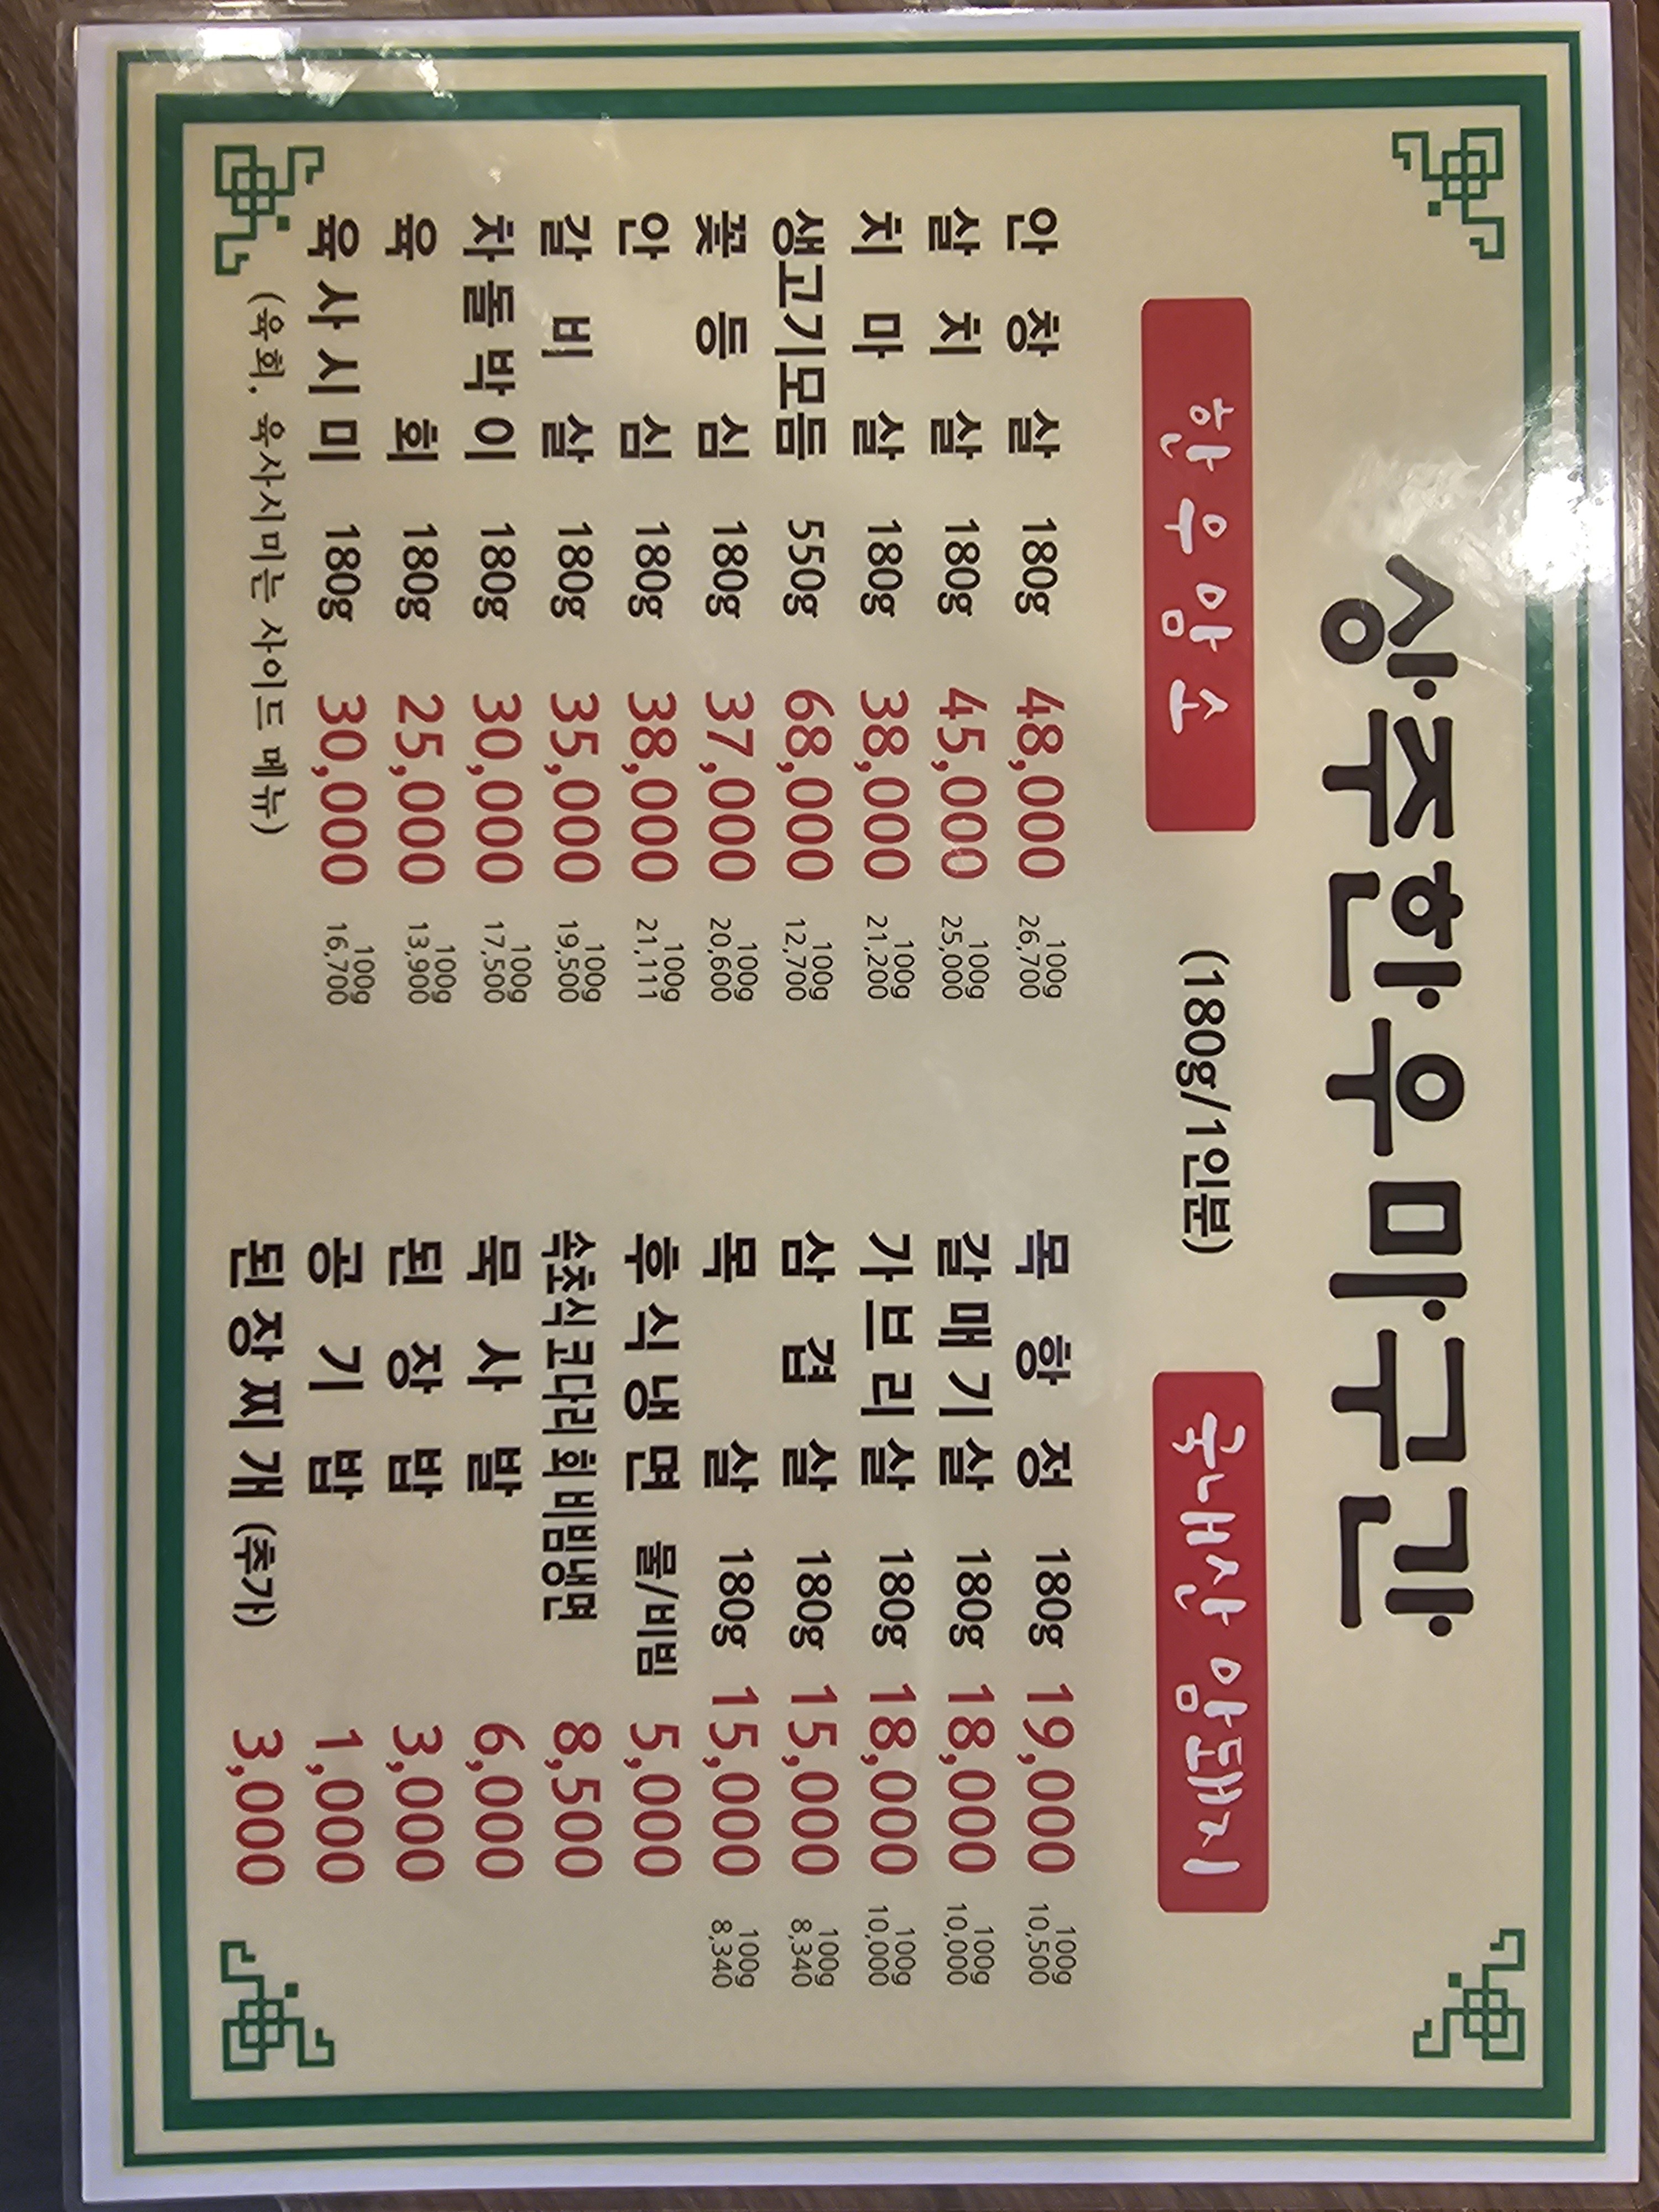 상주한우마구간
한우암소 (180g/1인분) 국내산 암돼지
안창살 180g 48,000 100g 26,700
살치살 180g 45,000 100g 25,000
치마살 180g 38,000 100g 21,200
생고기모듬 550g 68,000 100g 12,700
꽃등심 180g 37,000 100g 20,600
안심 180g 38,000 100g 21,111
갈비살 180g 35,000 100g 19,500
차돌박이 180g 30,000 100g 17,500
육회 180g 25,000 100g 13,900
육사시미 180g 30,000 100g 16,700
(육회, 육사시미는 사이드 메뉴)
목항정 180g 19,000 100g 10,500
갈매기살 180g 18,000 100g 10,000
가브리살 180g 18,000 100g 10,000
삼겹살 180g 15,000 100g 8,340
목살 180g 15,000 100g 8,340
후식냉면 물/비빔 5,000
속초식 코다리 회 비빔냉면 8,500
묵사발 6,000
된장밥 3,000
공기밥 1,000
된장찌개 (추가) 3,000